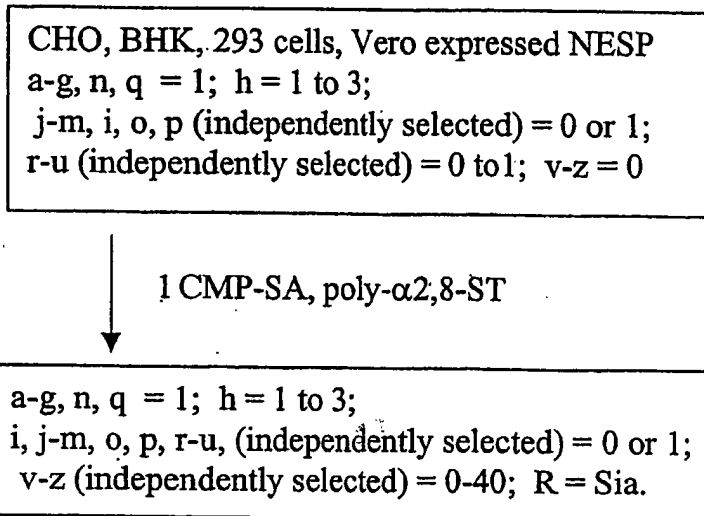 CHO, BHK, 293 cells, Vero expressed NESP
a-g, n, q = 1; h = 1 to 3;
j-m, i, o, p (independently selected) = 0 or 1;
r-u (independently selected) = 0 to1; v-z = 0
1 CMP-SA, poly-α2,8-ST
a-g, n, q = 1; h = 1 to 3;
i, j-m, o, p, r-u, (independently selected) = 0 or 1;
v-z (independently selected) = 0-40; R = Sia.